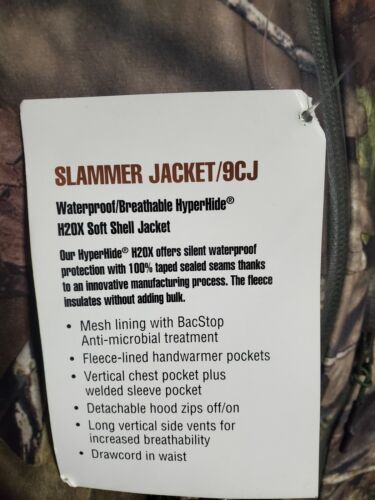 SLAMMER JACKET/9CJ
Waterproof/Breathable HyperHide®
H2OX Soft Shell Jacket
Our HyperHide® H2OX offers silent waterproof
protection with 100% taped sealed seams thanks
to an innovative manufacturing process. The fleece
insulates without adding bulk.
• Mesh lining with BacStop
Anti-microbial treatment
• Fleece-lined handwarmer pockets
• Vertical chest pocket plus
welded sleeve pocket
• Detachable hood zips off/on
• Long vertical side vents for
increased breathability
• Drawcord in waist